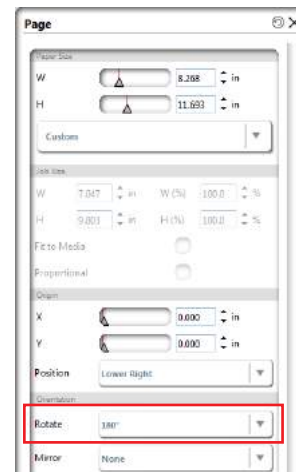 Page
Paper Size
W 8.268 in
H 11.693 in
Custom
Job Size
W 7.047 in W (%) 100.0 %
H 9.803 in H (%) 100.0 %
Fit to Media
Proportional
Origin
X 0.000 in
Y 0.000 in
Position Lower Right
Orientation
Rotate 180°
Mirror None